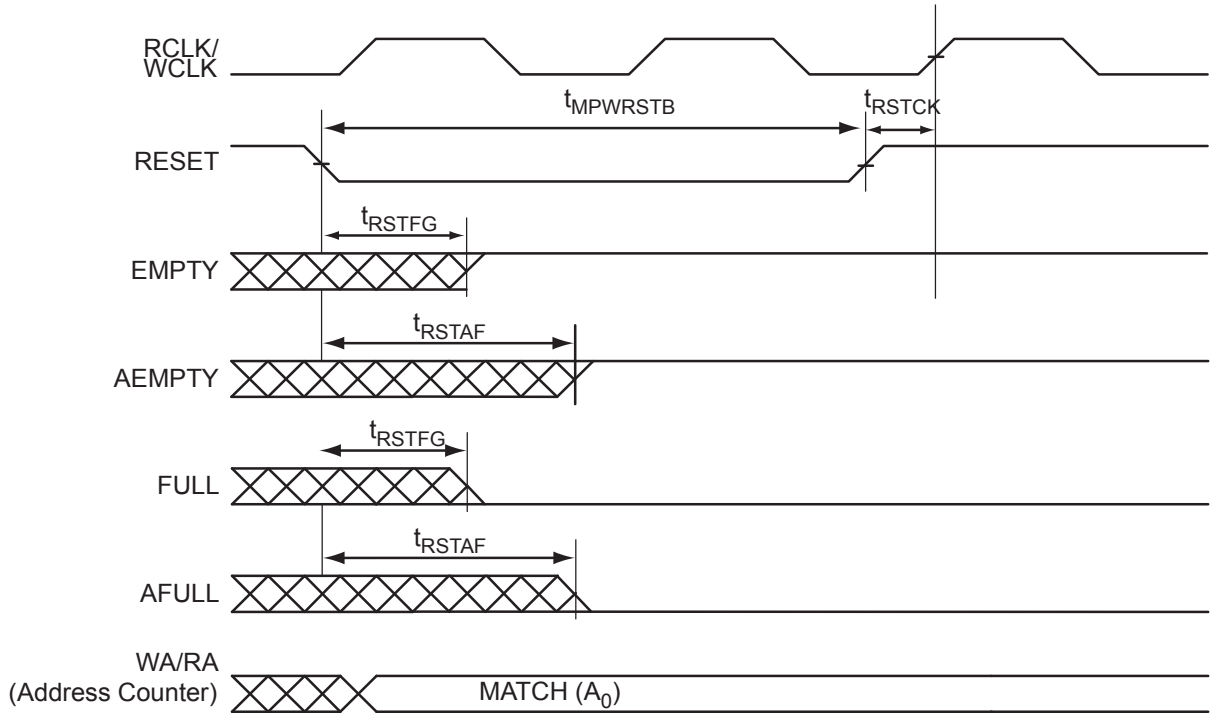 RCLK/
WCLK
tMPWRSTB
tRSTCK
RESET
tRSTFG
EMPTY
tRSTAF
AEMPTY
tRSTFG
FULL
tRSTAF
AFULL
WA/RA
(Address Counter)
MATCH (A0)